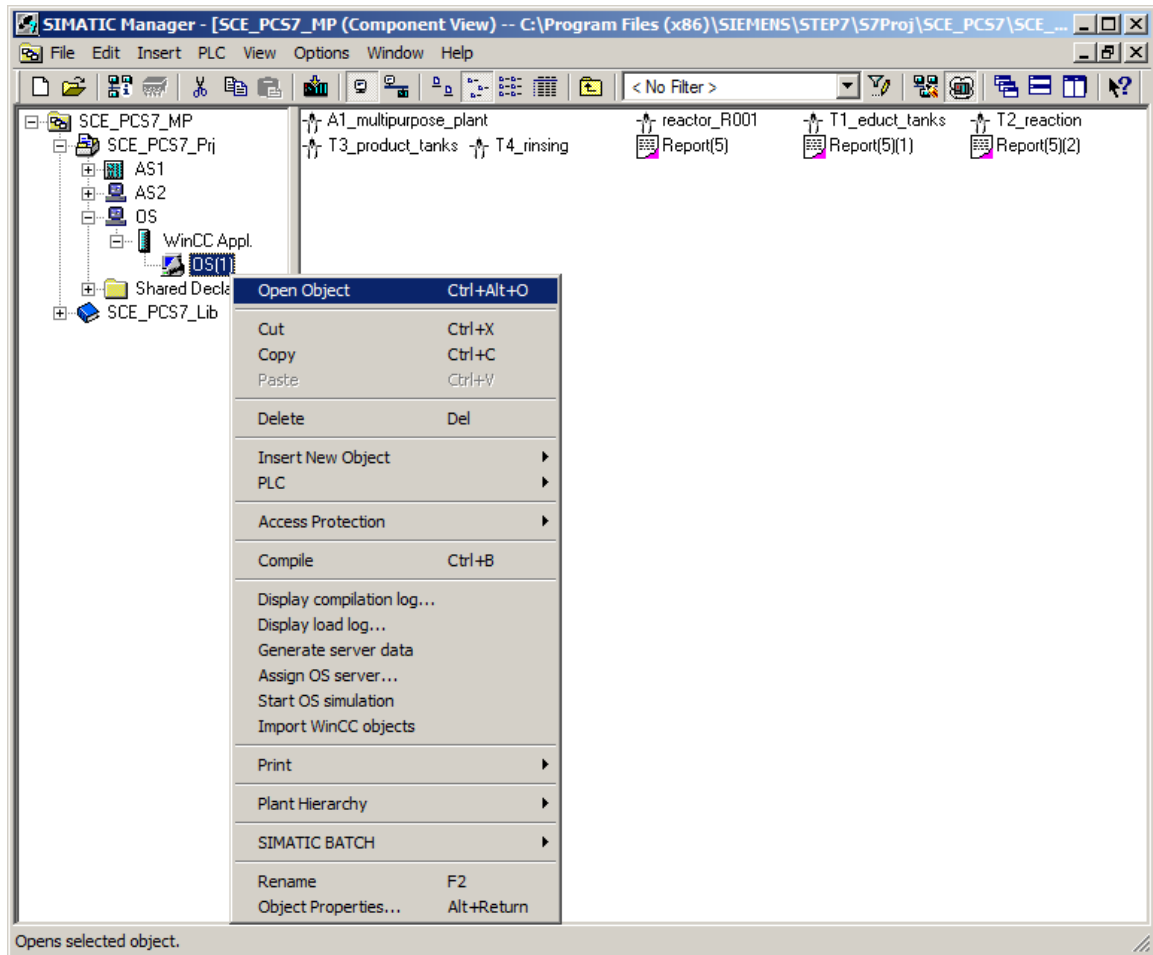 SIMATIC Manager - [SCE_PCS7_MP (Component View) -- C:\Program Files (x86)\SIEMENS\STEP7\S7Proj\SCE_PCS7\SCE_...
File Edit Insert PLC View Options Window Help
< No Filter >
SCE_PCS7_MP
SCE_PCS7_Prj
AS1
AS2
OS
WinCC Appl.
OS(1)
Shared Decla
SCE_PCS7_Lib
A1_multipurpose_plant reactor_R001 T1_educt_tanks T2_reaction
T3_product_tanks T4_rinsing Report(5) Report(5)(1) Report(5)(2)
Open Object Ctrl+Alt+O
Cut Ctrl+X
Copy Ctrl+C
Paste Ctrl+V
Delete Del
Insert New Object
PLC
Access Protection
Compile Ctrl+B
Display compilation log...
Display load log...
Generate server data
Assign OS server...
Start OS simulation
Import WinCC objects
Print
Plant Hierarchy
SIMATIC BATCH
Rename F2
Object Properties... Alt+Return
Opens selected object.